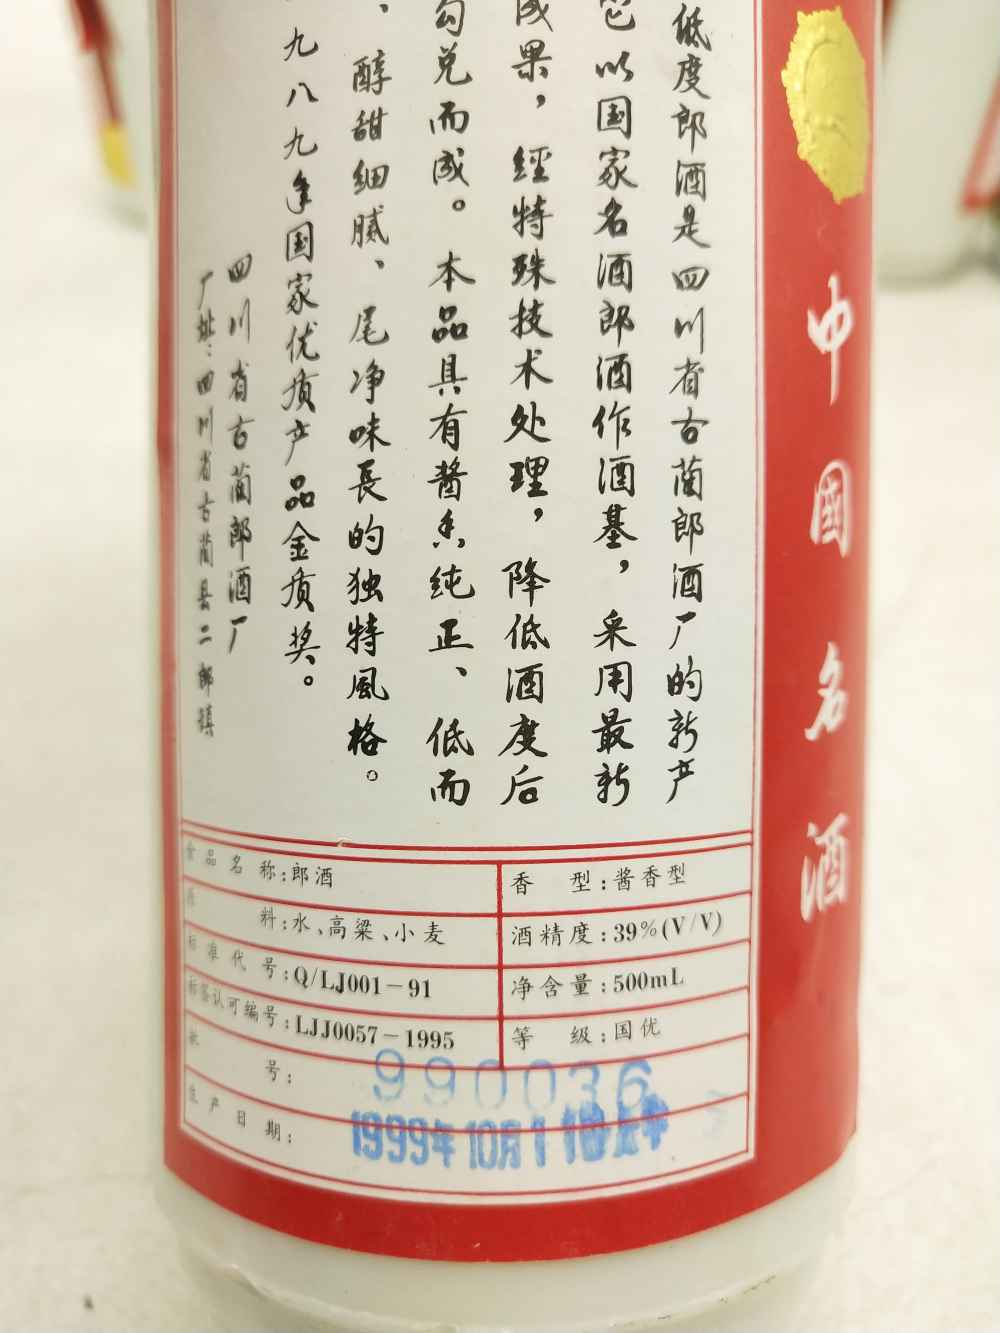 低度郎酒是四川省古蔺郎酒厂的新产
以国家名酒郎酒作酒基，采用最新
成果，经特殊技术处理，降低酒度后
勾兑而成。本品具有酱香纯正、低而
、醇甜细腻、尾净味長的独特風格。
九八九年国家优质产品金质奖。
四川省古蔺郎酒厂
厂址：四川省古蔺县二郎镇
中國名酒
食品名称：郎酒
香型：酱香型
原料：水、高粱、小麦
酒精度：39%(V/V)
标准代号：Q/LJ001－91
净含量：500mL
标签认可编号：LJJ0057－1995
等级：国优
批号：990036
生产日期：1999年10月1